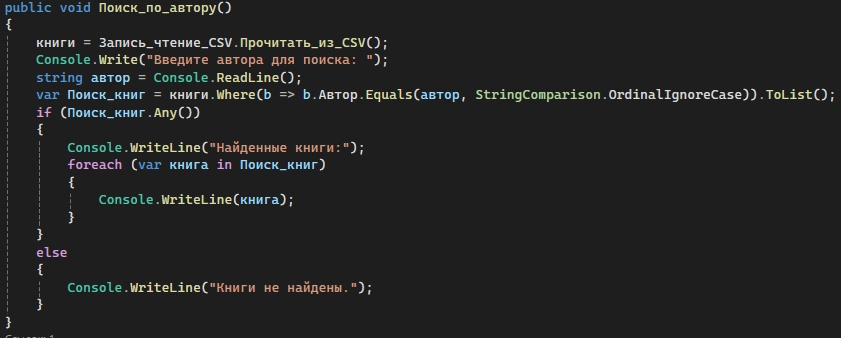 public void Поиск_по_автору()
{
книги = Запись_чтение_CSV.Прочитать_из_CSV();
Console.Write("Введите автора для поиска: ");
string автор = Console.ReadLine();
var Поиск_книг = книги.Where(b => b.Автор.Equals(автор, StringComparison.OrdinalIgnoreCase)).ToList();
if (Поиск_книг.Any())
{
Console.WriteLine("Найденные книги:");
foreach (var книга in Поиск_книг)
{
Console.WriteLine(книга);
}
}
else
{
Console.WriteLine("Книги не найдены.");
}
}